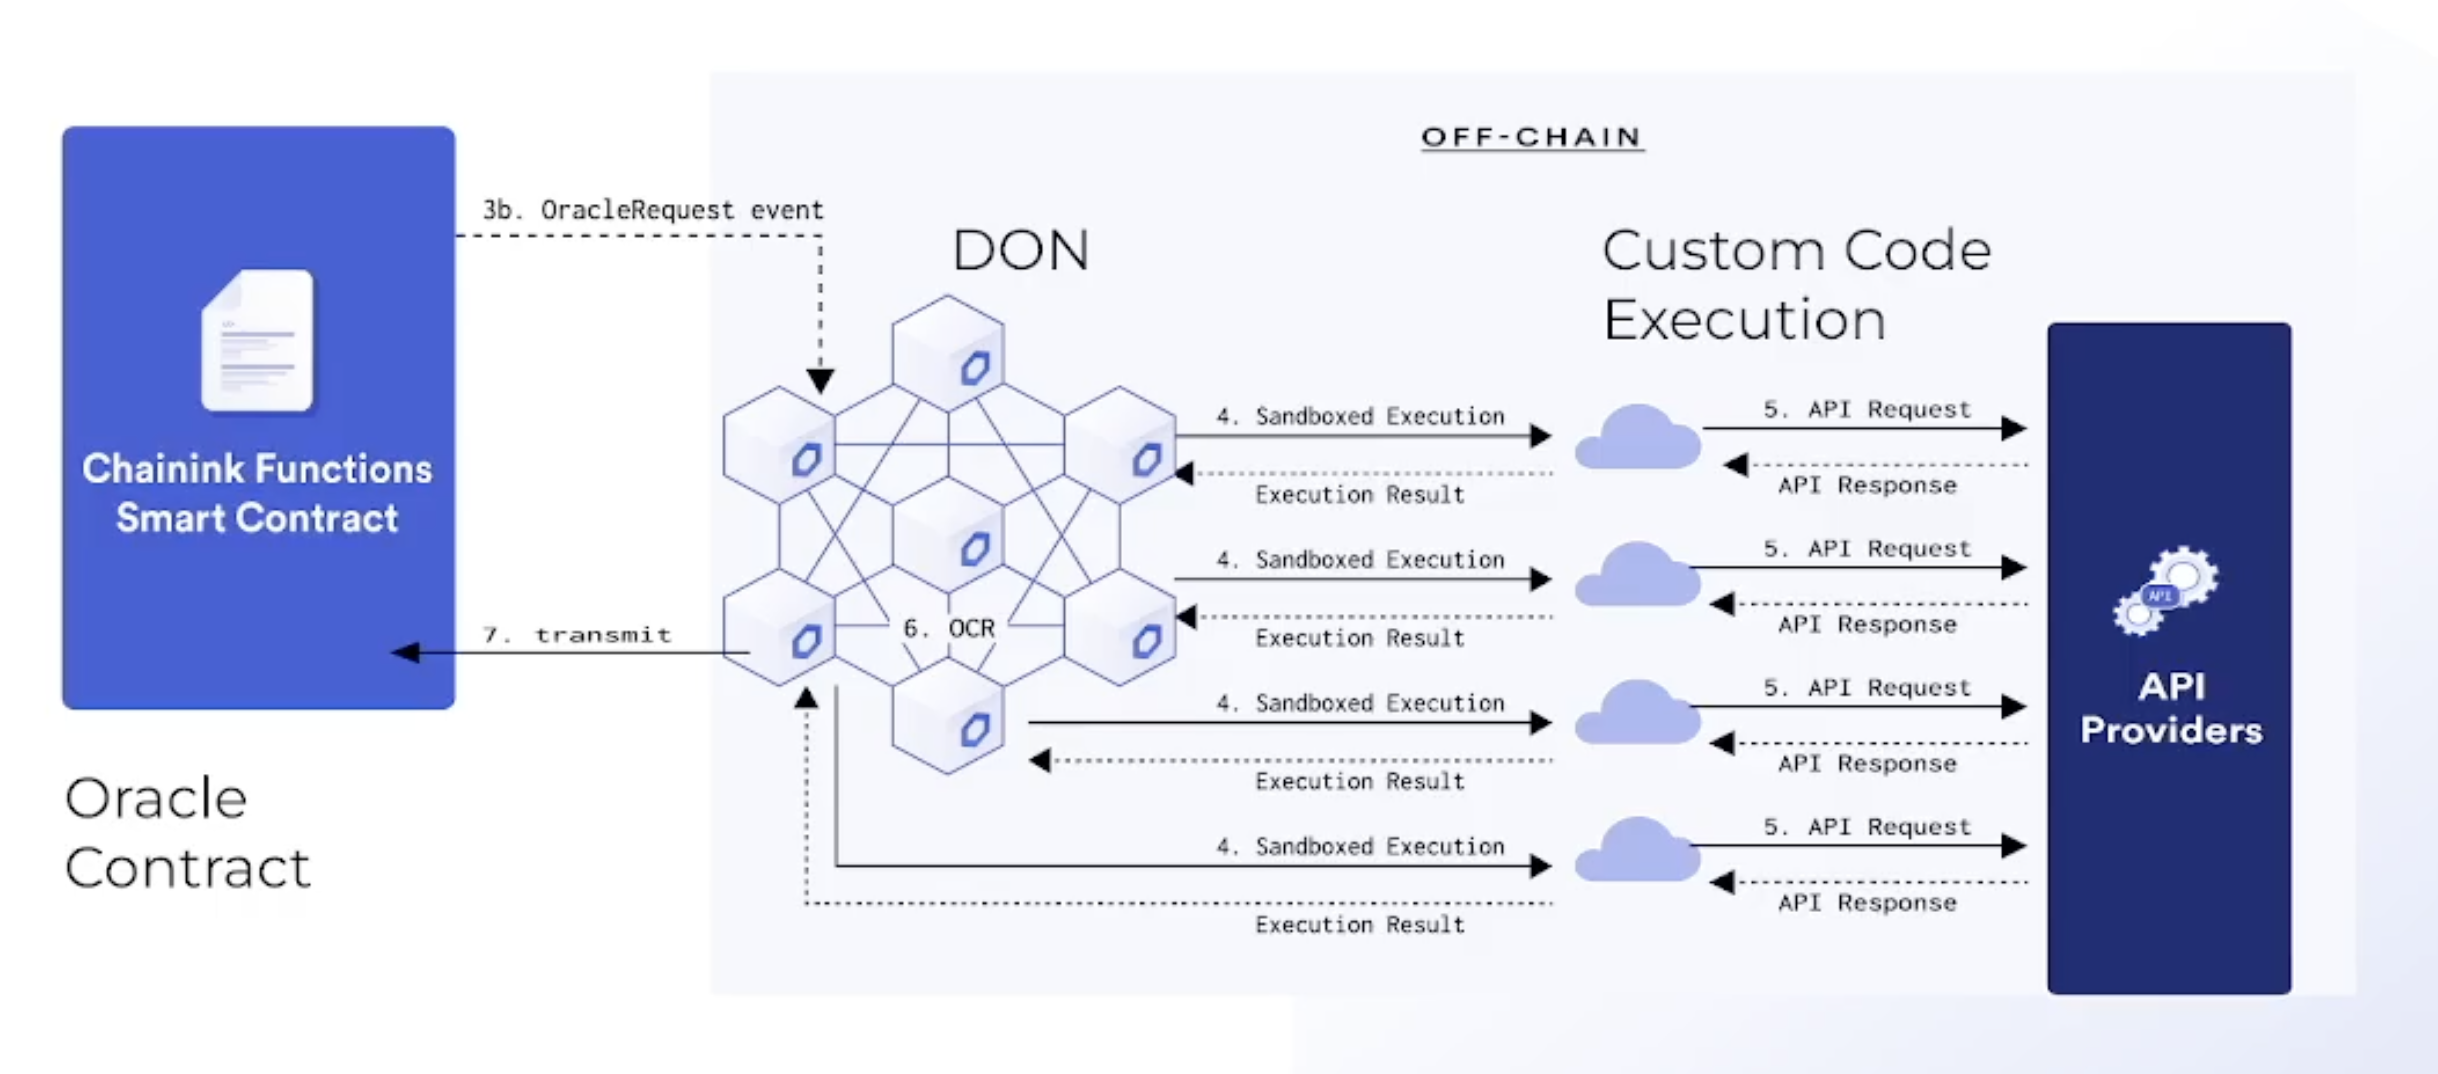 OFF-CHAIN
3b. OracleRequest event
DON
Custom Code
Execution
Chainink Functions
Smart Contract
4. Sandboxed Execution
5. API Request
Execution Result
API Response
4. Sandboxed Execution
5. API Request
Execution Result
API Response
API
6. OCR
7. transmit
4. Sandboxed Execution
5. API Request
Execution Result
API Response
API
Providers
Oracle
Contract
4. Sandboxed Execution
5. API Request
Execution Result
API Response